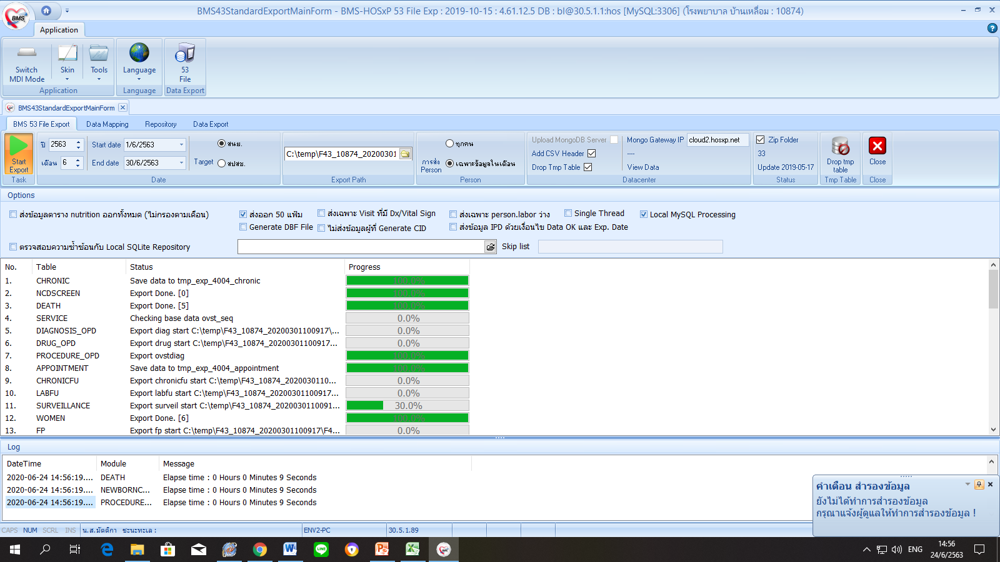 BMS43StandardExportMainForm - BMS-HOSxP 53 File Exp : 2019-10-15 : 4.61.12.5 DB : bl@30.5.1.1:hos [MySQL:3306] (โรงพยาบาล บ้านเหลื่อม : 10874)
BMS
Application
Switch MDI Mode
Skin
Tools
Language
53 File
Application
Language
Data Export
BMS43StandardExportMainForm
BMS 53 File Export
Data Mapping
Repository
Data Export
Start Export
Task
ปี 2563
เดือน 6
Start date 1/6/2563
End date 30/6/2563
Target
สนย.
สปสช.
Date
C:\temp\F43_10874_2020030:
Export Path
การส่ง Person
ทุกคน
เฉพาะข้อมูลในเดือน
Person
Upload MongoDB Server
Add CSV Header
Drop Tmp Table
Mongo Gateway IP cloud2.hosxp.net
----
View Data
Datacenter
Zip Folder
33
Update 2019-05-17
Status
Drop tmp table
Tmp Table
Close
Close
Options
ส่งข้อมูลตาราง nutrition ออกทั้งหมด (ไม่กรองตามเดือน)
ส่งออก 50 แฟ้ม
ส่งเฉพาะ Visit ที่มี Dx/Vital Sign
ส่งเฉพาะ person.labor ว่าง
Single Thread
Local MySQL Processing
Generate DBF File
ไม่ส่งข้อมูลผู้ที่ Generate CID
ส่งข้อมูล IPD ด้วยเงื่อนไข Data OK และ Exp. Date
ตรวจสอบความซ้ำซ้อนกับ Local SQLite Repository
Skip list
No. Table Status Progress
1. CHRONIC Save data to tmp_exp_4004_chronic 100.0%
2. NCDSCREEN Export Done. [0] 100.0%
3. DEATH Export Done. [5] 100.0%
4. SERVICE Checking base data ovst_seq 0.0%
5. DIAGNOSIS_OPD Export diag start C:\temp\F43_10874_20200301100917\... 0.0%
6. DRUG_OPD Export drug start C:\temp\F43_10874_20200301100917... 0.0%
7. PROCEDURE_OPD Export ovstdiag 100.0%
8. APPOINTMENT Save data to tmp_exp_4004_appointment 100.0%
9. CHRONICFU Export chronicfu start C:\temp\F43_10874_2020030110... 0.0%
10. LABFU Export labfu start C:\temp\F43_10874_20200301100917... 0.0%
11. SURVEILLANCE Export surveil start C:\temp\F43_10874_202003011009​1... 30.0%
12. WOMEN Export Done. [6] 100.0%
13. FP Export fp start C:\temp\F43_10874_20200301100917\F4... 0.0%
Log
DateTime Module Message
2020-06-24 14:56:19.... DEATH Elapse time : 0 Hours 0 Minutes 9 Seconds
2020-06-24 14:56:19.... NEWBORNC... Elapse time : 0 Hours 0 Minutes 9 Seconds
2020-06-24 14:56:19.... PROCEDURE... Elapse time : 0 Hours 0 Minutes 9 Seconds
คำเตือน สำรองข้อมูล
ยังไม่ได้ทำการสำรองข้อมูล
กรุณาแจ้งผู้ดูแลให้ทำการสำรองข้อมูล !
CAPS NUM SCRL INS น.ส.มัตติกา ชะนะทะเล : ENV2-PC 30.5.1.89
LINE
ENG
14:56
24/6/2563